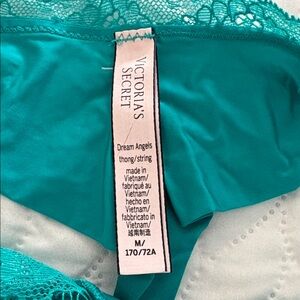 VICTORIA'S
SECRET
Dream Angels
thong/string
made in
Vietnam/
fabriqué au
Vietnam/
hecho en
Vietnam/
fabbricato in
Vietnam/
越南制造
M/
170/72A